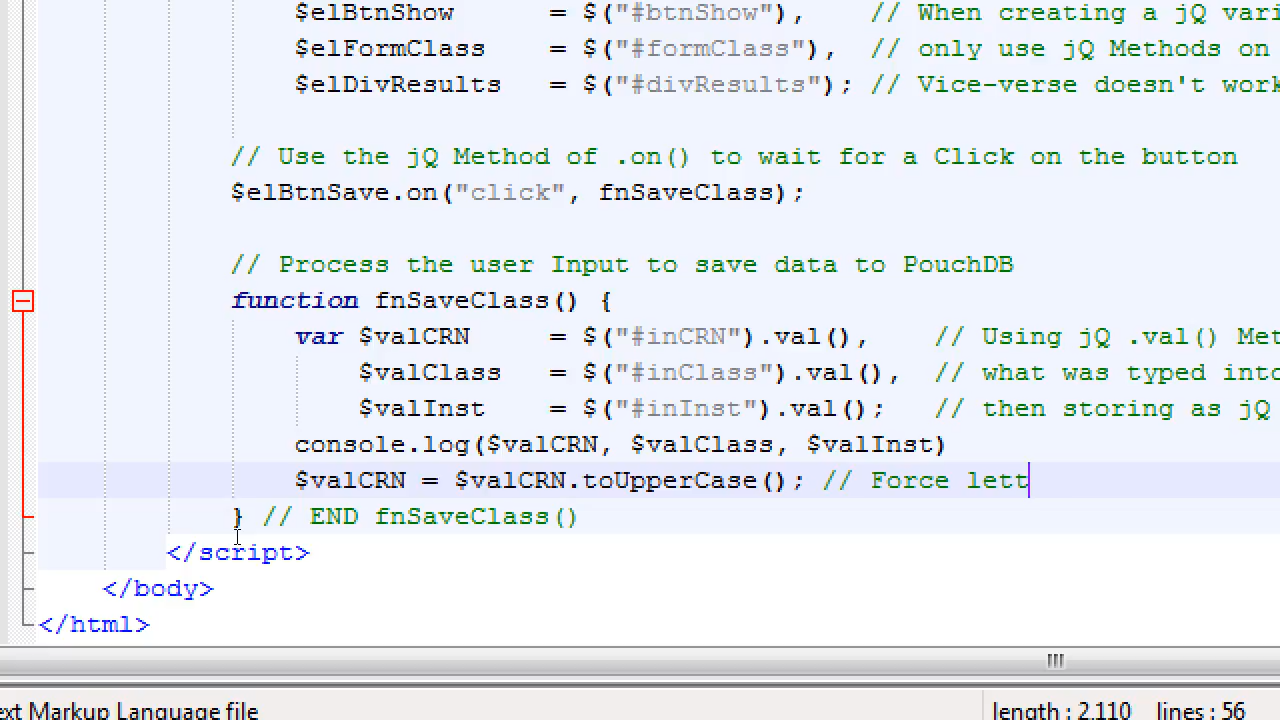 $elBtnShow      = $("#btnShow"),    // When creating a jQ vari
$elFormClass    = $("#formClass"),  // only use jQ Methods on
$elDivResults   = $("#divResults"); // Vice-verse doesn't work
// Use the jQ Method of .on() to wait for a Click on the button
$elBtnSave.on("click", fnSaveClass);
// Process the user Input to save data to PouchDB
function fnSaveClass() {
var $valCRN     = $("#inCRN").val(),    // Using jQ .val() Met
$valClass   = $("#inClass").val(),  // what was typed into
$valInst    = $("#inInst").val();   // then storing as jQ
console.log($valCRN, $valClass, $valInst)
$valCRN = $valCRN.toUpperCase(); // Force lett
} // END fnSaveClass()
</script>
</body>
</html>
ext Markup Language file    length : 2,110    lines : 56